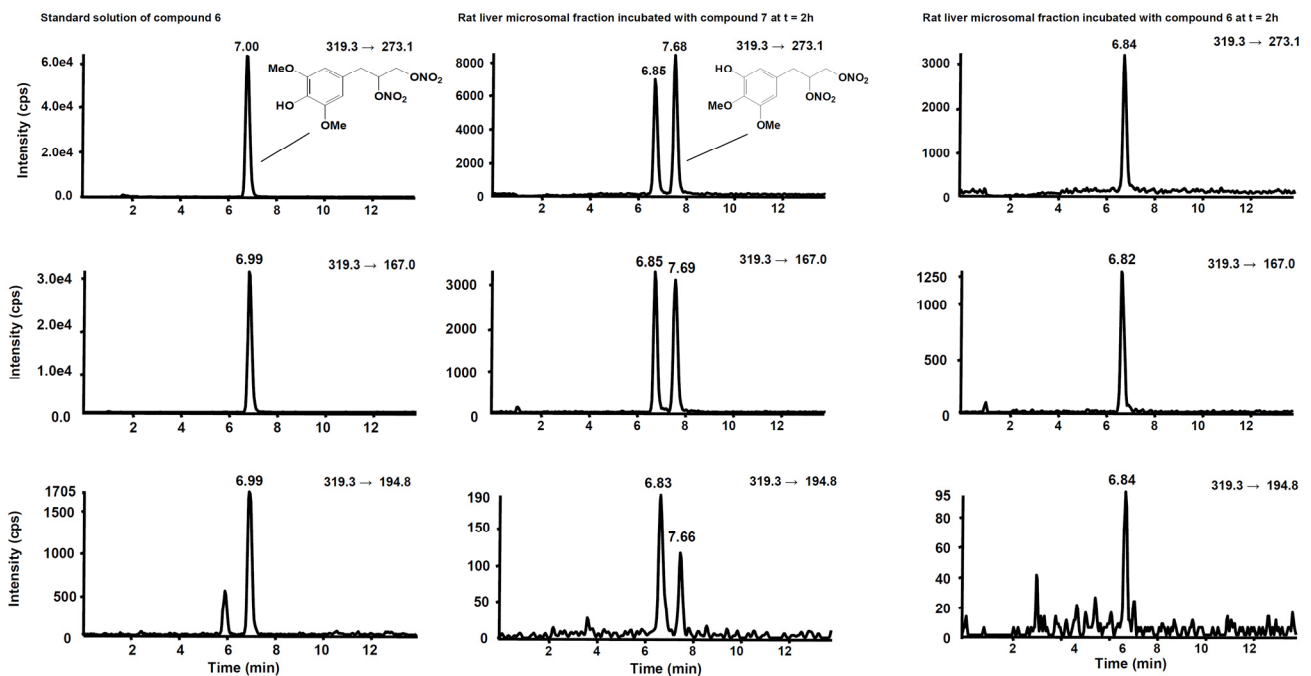 Standard solution of compound 6
7.00
319.3 → 273.1
6.0e4
4.0e4
2.0e4
0.0
Intensity (cps)
MeO
HO
OMe
ONO2
ONO2
2 4 6 8 10 12
Rat liver microsomal fraction incubated with compound 7 at t = 2h
6.85
7.68
319.3 → 273.1
8000
6000
4000
2000
0
HO
MeO
OMe
ONO2
ONO2
2 4 6 8 10 12
Rat liver microsomal fraction incubated with compound 6 at t = 2h
6.84
319.3 → 273.1
3000
2000
1000
0
2 4 6 8 10 12
6.99
319.3 → 167.0
3.0e4
2.0e4
1.0e4
0.0
Intensity (cps)
2 4 6 8 10 12
6.85
7.69
319.3 → 167.0
3000
2000
1000
0
2 4 6 8 10 12
6.82
319.3 → 167.0
1250
1000
500
0
2 4 6 8 10 12
6.99
319.3 → 194.8
1705
1500
1000
500
0
Intensity (cps)
2 4 6 8 10 12
Time (min)
6.83
7.66
319.3 → 194.8
190
150
100
50
0
2 4 6 8 10 12
Time (min)
6.84
319.3 → 194.8
95
80
60
40
20
0
2 4 6 8 10 12
Time (min)